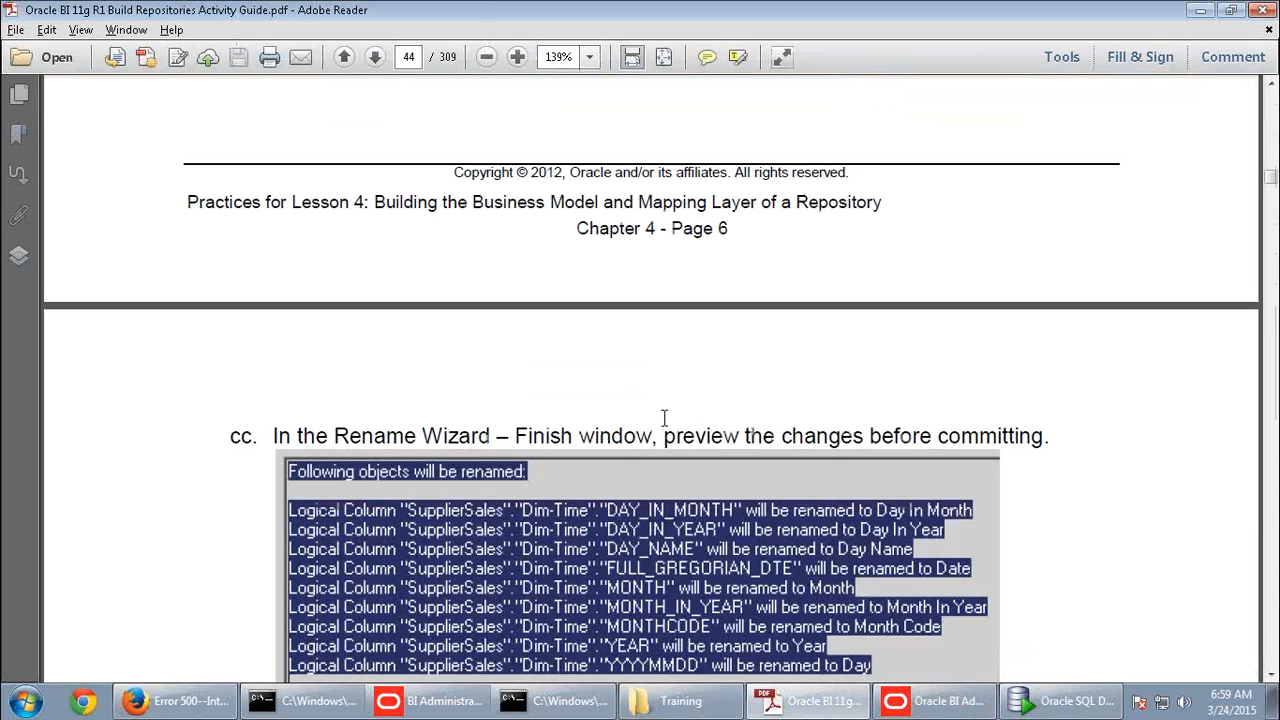 Oracle BI 11g R1 Build Repositories Activity Guide.pdf - Adobe Reader
File Edit View Window Help
Open 44 / 309 139% Tools Fill & Sign Comment
Copyright © 2012, Oracle and/or its affiliates. All rights reserved.
Practices for Lesson 4: Building the Business Model and Mapping Layer of a Repository
Chapter 4 - Page 6
cc. In the Rename Wizard – Finish window, preview the changes before committing.
Following objects will be renamed:
Logical Column "SupplierSales"."Dim-Time"."DAY_IN_MONTH" will be renamed to Day In Month
Logical Column "SupplierSales"."Dim-Time"."DAY_IN_YEAR" will be renamed to Day In Year
Logical Column "SupplierSales"."Dim-Time"."DAY_NAME" will be renamed to Day Name
Logical Column "SupplierSales"."Dim-Time"."FULL_GREGORIAN_DTE" will be renamed to Date
Logical Column "SupplierSales"."Dim-Time"."MONTH" will be renamed to Month
Logical Column "SupplierSales"."Dim-Time"."MONTH_IN_YEAR" will be renamed to Month In Year
Logical Column "SupplierSales"."Dim-Time"."MONTHCODE" will be renamed to Month Code
Logical Column "SupplierSales"."Dim-Time"."YEAR" will be renamed to Year
Logical Column "SupplierSales"."Dim-Time"."YYYYMMDD" will be renamed to Day
Error 500--Int... C:\Windows\... BI Administra... C:\Windows\... Training PDF Oracle BI 11g... Oracle BI Ad... Oracle SQL D... 6:59 AM
3/24/2015